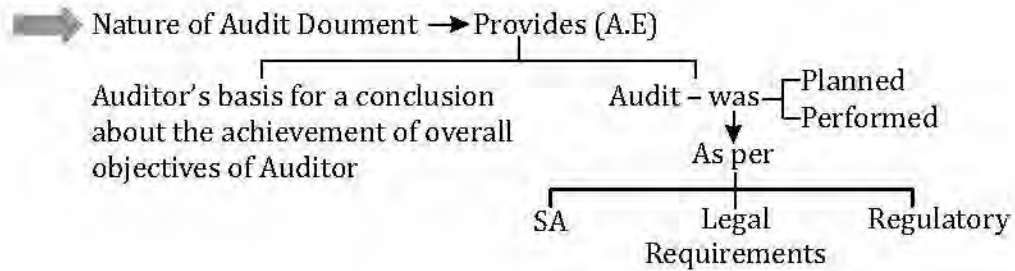 Nature of Audit Doument → Provides (A.E)
Auditor's basis for a conclusion
about the achievement of overall
objectives of Auditor
Audit – was
Planned
Performed
As per
SA
Legal
Requirements
Regulatory